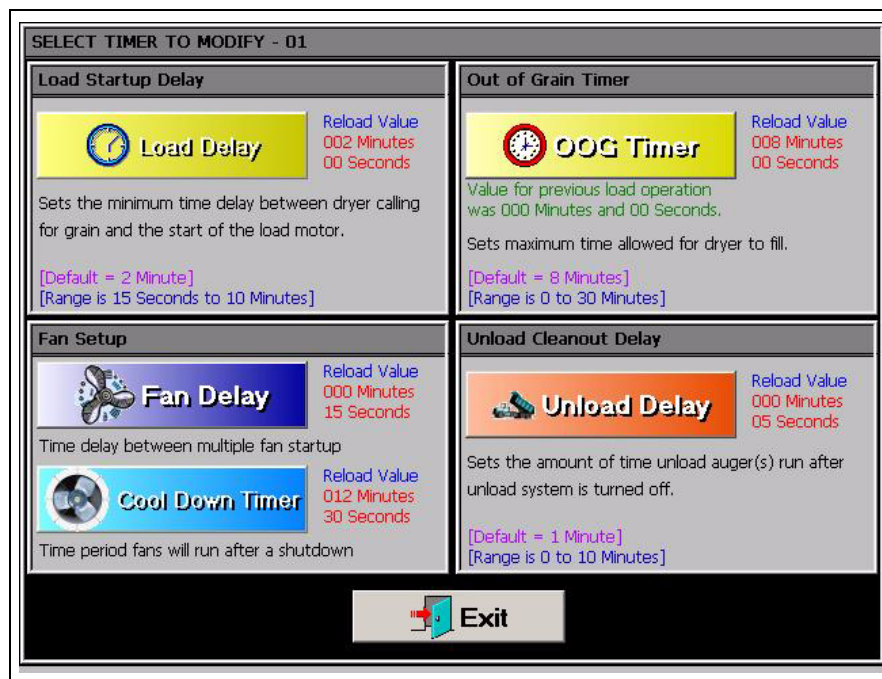 SELECT TIMER TO MODIFY - 01
Load Startup Delay
Load Delay
Reload Value
002 Minutes
00 Seconds
Sets the minimum time delay between dryer calling
for grain and the start of the load motor.
[Default = 2 Minute]
[Range is 15 Seconds to 10 Minutes]
Out of Grain Timer
OOG Timer
Reload Value
008 Minutes
00 Seconds
Value for previous load operation
was 000 Minutes and 00 Seconds.
Sets maximum time allowed for dryer to fill.
[Default = 8 Minute]
[Range is 0 to 30 Minutes]
Fan Setup
Fan Delay
Reload Value
000 Minutes
15 Seconds
Time delay between multiple fan startup
Cool Down Timer
Reload Value
012 Minutes
30 Seconds
Time period fans will run after a shutdown
Unload Cleanout Delay
Unload Delay
Reload Value
000 Minutes
05 Seconds
Sets the amount of time unload auger(s) run after
unload system is turned off.
[Default = 1 Minute]
[Range is 0 to 10 Minutes]
Exit